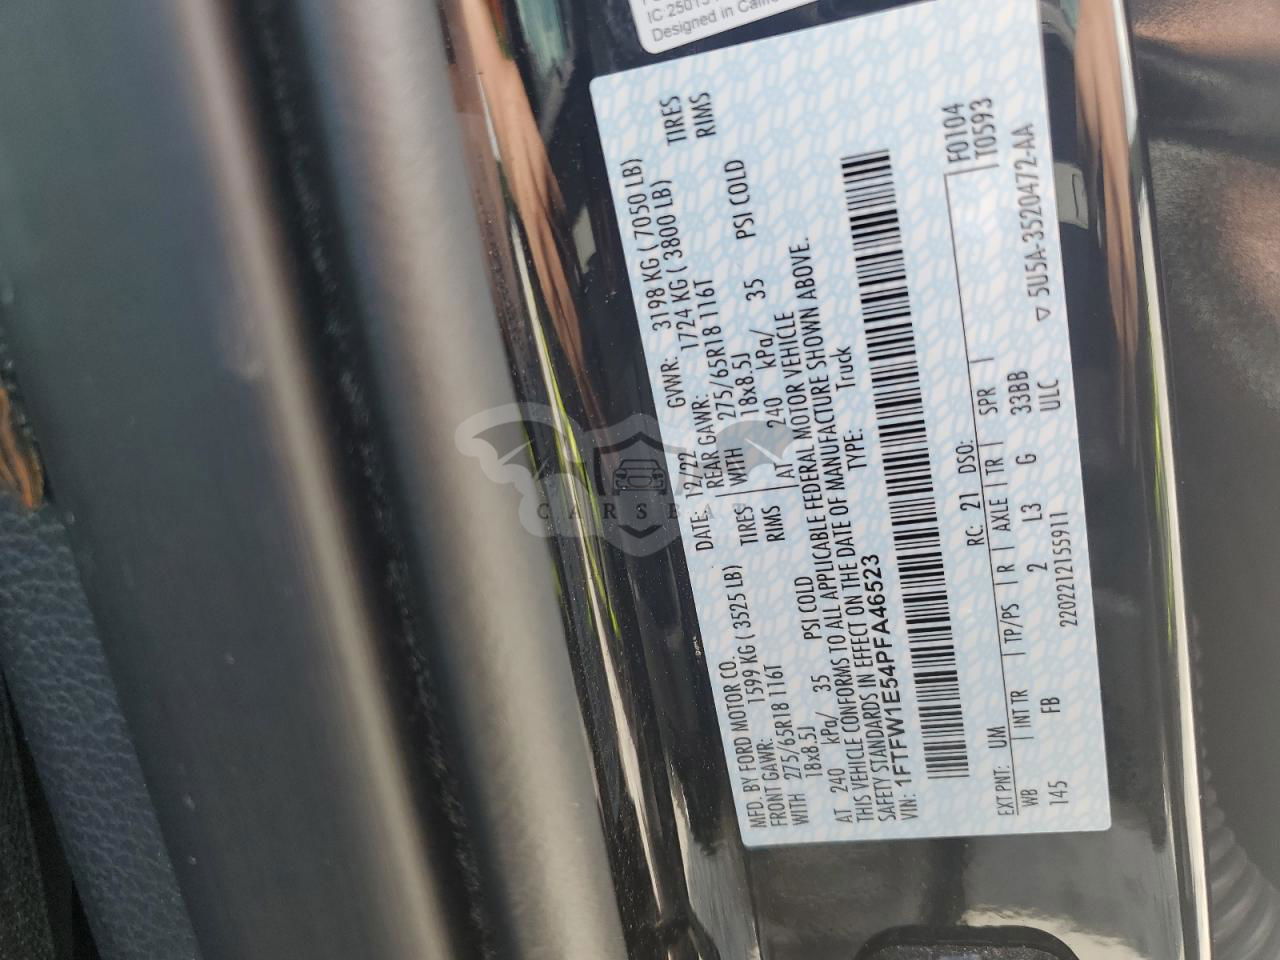 IC:2501
Designed in Calif
MFD. BY FORD MOTOR CO.
DATE: 12/22 GVWR: 3198 KG ( 7050 LB)
FRONT GAWR: 1599 KG ( 3525 LB)
REAR GAWR: 1724 KG ( 3800 LB)
WITH 275/65R18 116T TIRES
WITH 275/65R18 116T TIRES
18x8.5J RIMS
18x8.5J RIMS
AT 240 kPa/ 35 PSI COLD
AT 240 kPa/ 35 PSI COLD
THIS VEHICLE CONFORMS TO ALL APPLICABLE FEDERAL MOTOR VEHICLE
SAFETY STANDARDS IN EFFECT ON THE DATE OF MANUFACTURE SHOWN ABOVE.
VIN: 1FTFW1E54PFA46523
TYPE: Truck
F0104
T0593
EXT PNT: UM RC: 21 DSO:
WB INT TR TP/PS R AXLE TR SPR
145 FB 2 L3 G 33BB
20221215 5911 ULC
5U5A-3520472-AA
CARSE